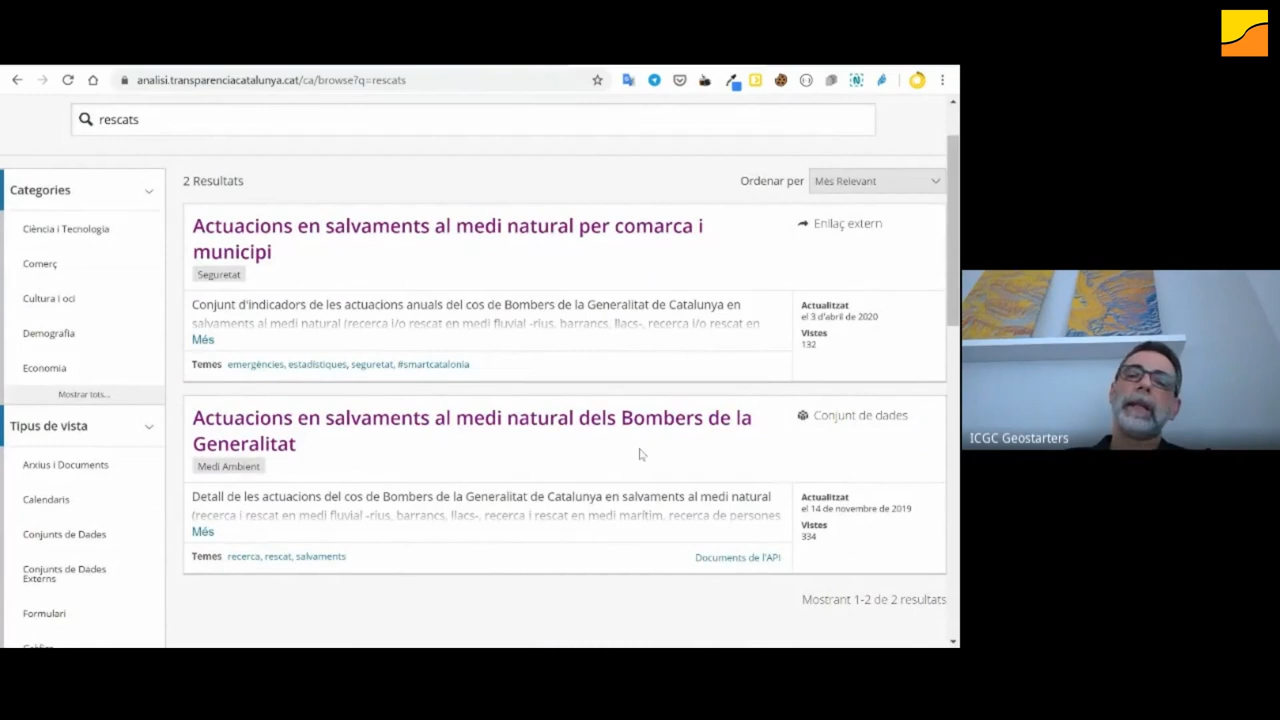 analisi.transparenciacatalunya.cat/ca/browse?q=rescats
rescats
Categories
Ciència i Tecnologia
Comerç
Cultura i oci
Demografia
Economia
Mostrar tots...
Tipus de vista
Arxius i Documents
Calendaris
Conjunts de Dades
Conjunts de Dades
Externs
Formulari
2 Resultats
Ordenar per
Més Relevant
Actuacions en salvaments al medi natural per comarca i
municipi
Seguretat
Enllaç extern
Conjunt d'indicadors de les actuacions anuals del cos de Bombers de la Generalitat de Catalunya en
salvaments al medi natural (recerca i/o rescat en medi fluvial -rius, barrancs, llacs-, recerca i/o rescat en
Més
Temes emergències, estadístiques, seguretat, #smartcatalonia
Actualitzat
el 3 d'abril de 2020
Vistes
132
Actuacions en salvaments al medi natural dels Bombers de la
Generalitat
Medi Ambient
Conjunt de dades
Detall de les actuacions del cos de Bombers de la Generalitat de Catalunya en salvaments al medi natural
(recerca i rescat en medi fluvial -rius, barrancs, llacs-, recerca i rescat en medi marítim, recerca de persones
Més
Temes recerca, rescat, salvaments
Documents de l'API
Actualitzat
el 14 de novembre de 2019
Vistes
334
Mostrant 1-2 de 2 resultats
ICGC Geostarters